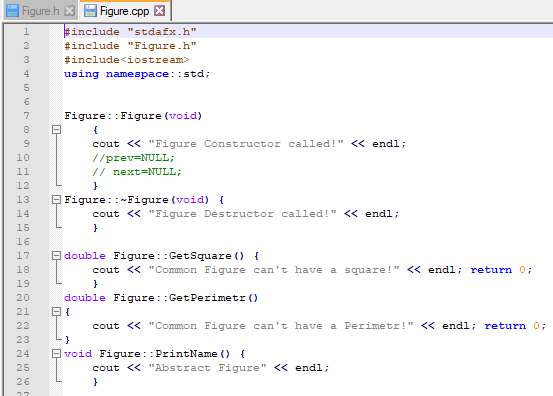 Figure.h Figure.cpp
1 #include "stdafx.h"
2 #include "Figure.h"
3 #include<iostream>
4 using namespace::std;
5
6
7 Figure::Figure(void)
8 {
9 cout << "Figure Constructor called!" << endl;
10 //prev=NULL;
11 // next=NULL;
12 }
13 Figure::~Figure(void) {
14 cout << "Figure Destructor called!" << endl;
15 }
16
17 double Figure::GetSquare() {
18 cout << "Common Figure can't have a square!" << endl; return 0;
19 }
20 double Figure::GetPerimetr()
21 {
22 cout << "Common Figure can't have a Perimetr!" << endl; return 0;
23 }
24 void Figure::PrintName() {
25 cout << "Abstract Figure" << endl;
26 }
27